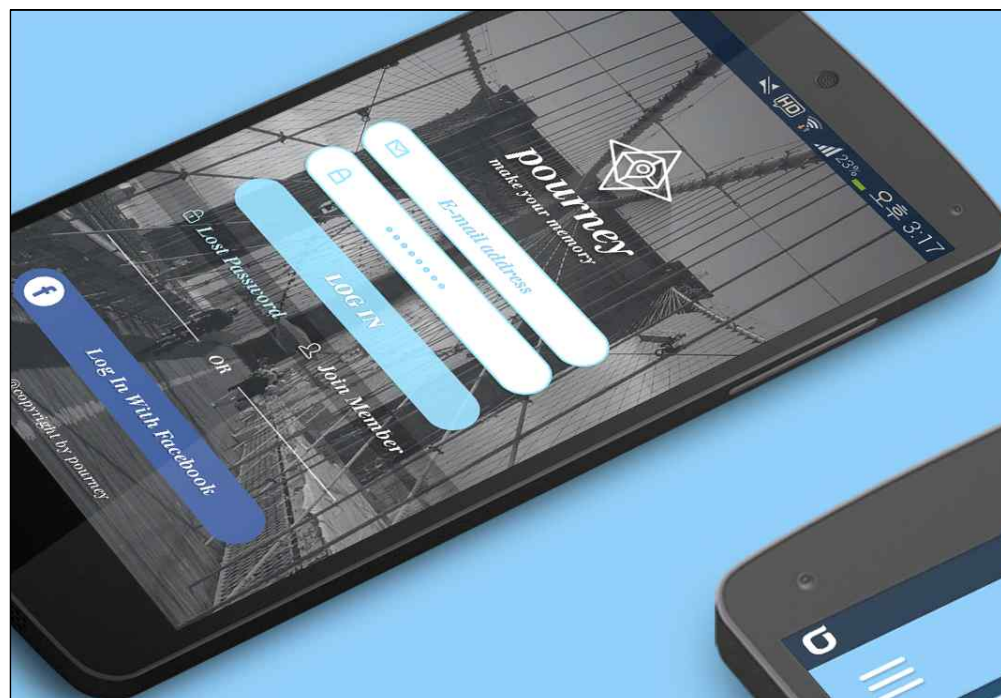 HD 23% 오후 3:17
pourney
make your memory
E-mail address
LOG IN
Lost Password
Join Member
OR
Log In With Facebook
@copyright by pourney